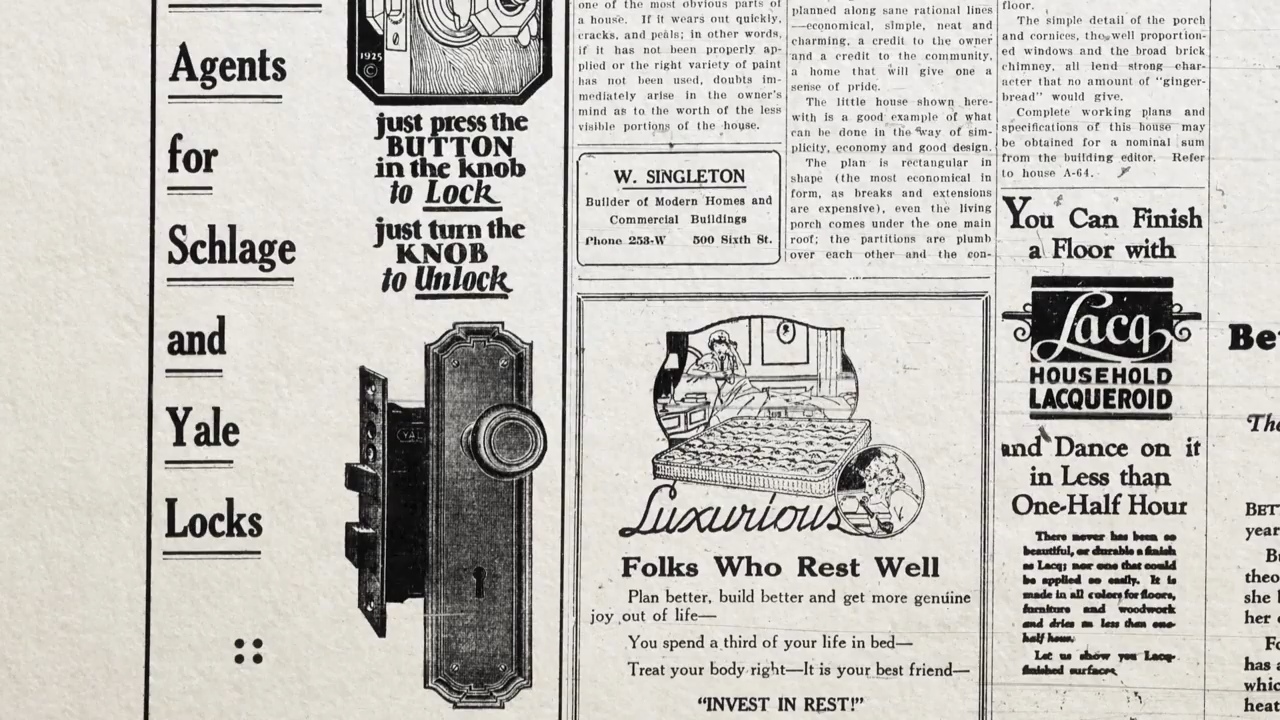 Agents
for
Schlage
and
Yale
Locks
1925
©
just press the
BUTTON
in the knob
to Lock
just turn the
KNOB
to Unlock
YAL
one of the most obvious parts of
a house. If it wears out quickly,
cracks, and peals; in other words,
if it has not been properly ap-
plied or the right variety of paint
has not been used, doubts im-
mediately arise in the owner's
mind as to the worth of the less
visible portions of the house.
W. SINGLETON
Builder of Modern Homes and
Commercial Buildings
Phone 253-W 500 Sixth St.
planned along sane rational lines
—economical, simple, neat and
charming, a credit to the owner
and a credit to the community,
a home that will give one a
sense of pride.
The little house shown here-
with is a good example of what
can be done in the way of sim-
plicity, economy and good design.
The plan is rectangular in
shape (the most economical in
form, as breaks and extensions
are expensive), even the living
porch comes under the one main
roof; the partitions are plumb
over each other and the con-
floor.
The simple detail of the porch
and cornices, the well proportion-
ed windows and the broad brick
chimney, all lend strong char-
acter that no amount of "ginger-
bread" would give.
Complete working plans and
specifications of this house may
be obtained for a nominal sum
from the building editor. Refer
to house A-64.
Luxurious
Folks Who Rest Well
Plan better, build better and get more genuine
joy out of life—
You spend a third of your life in bed—
Treat your body right—It is your best friend—
"INVEST IN REST!"
You Can Finish
a Floor with
Lacq
HOUSEHOLD
LACQUEROID
and Dance on it
in Less than
One-Half Hour
There never has been so
beautiful, or durable a finish
as Lacq; nor one that could
be applied so easily. It is
made in all colors for floors,
furniture and woodwork
and dries in less than one-
half hour.
Let us show you Lacq-
finished surfaces.
Be
The
BET
year
B
theo
she
her
F
has a
whic
heat